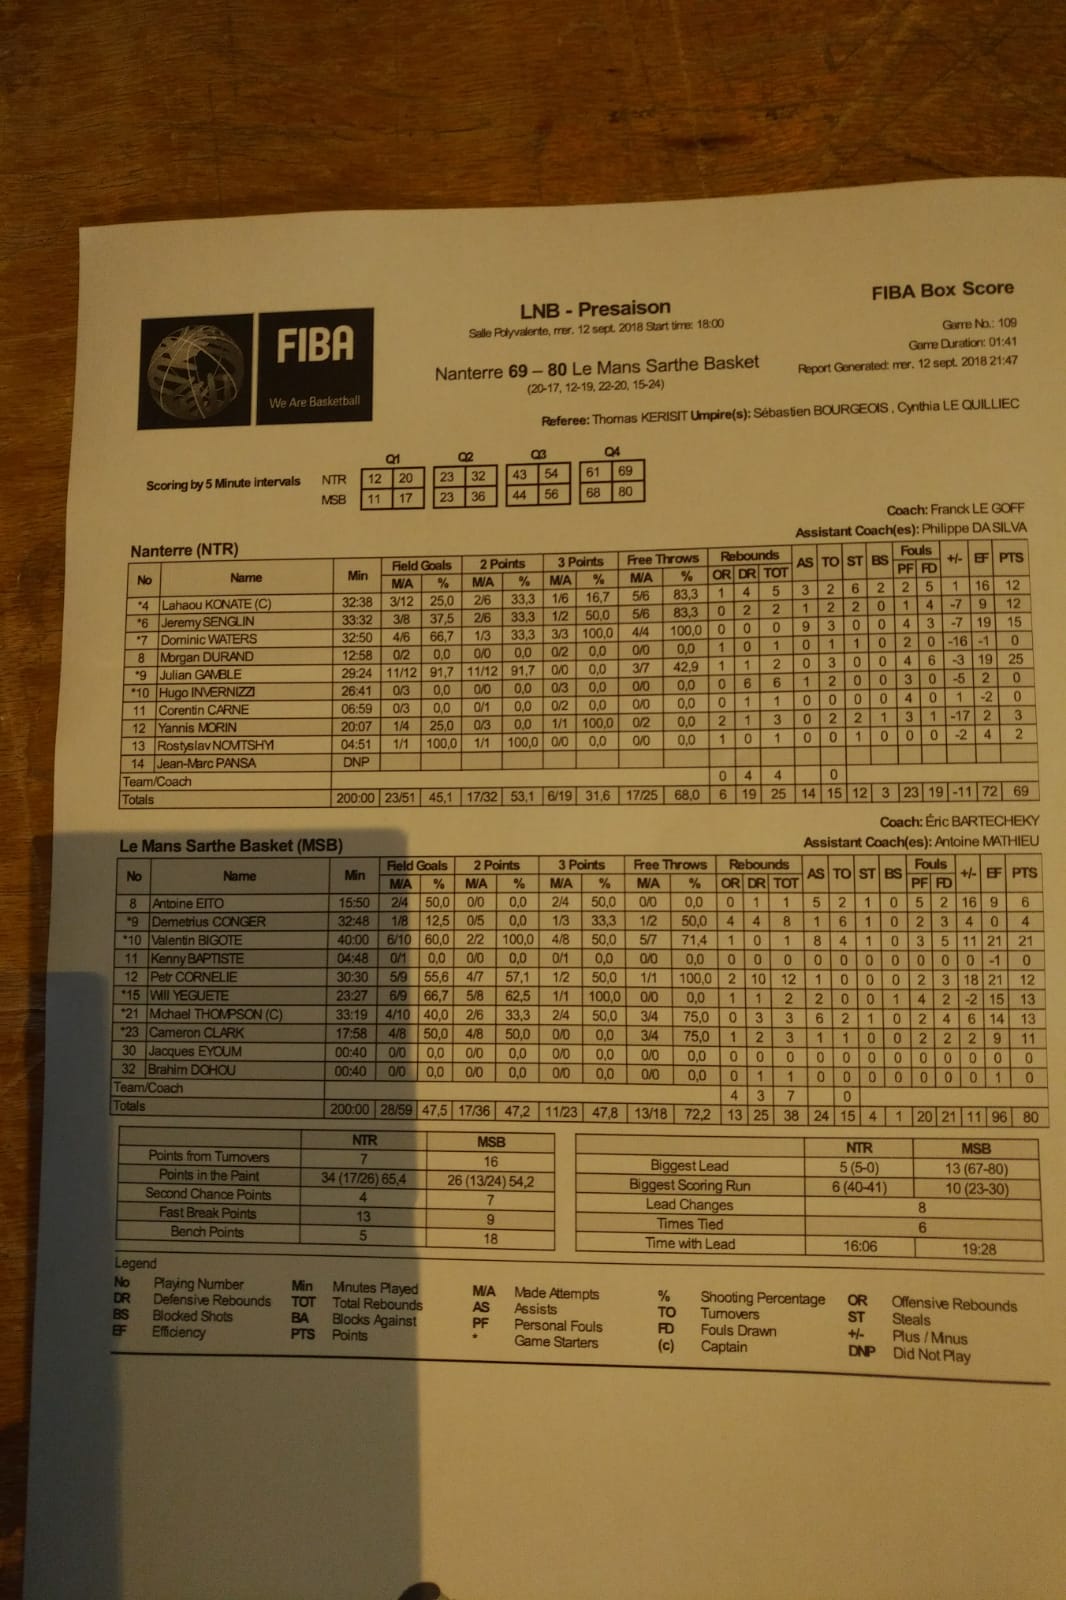 FIBA Box Score
LNB - Presaison
Salle Polyvalente, mer. 12 sept. 2018 Start time: 18:00
Game No.: 109
Game Duration: 01:41
Report Generated: mer. 12 sept. 2018 21:47
FIBA
We Are Basketball
Nanterre 69 – 80 Le Mans Sarthe Basket
(20-17, 12-19, 22-20, 15-24)
Referee: Thomas KERISIT Umpire(s): Sébastien BOURGEOIS , Cynthia LE QUILLIEC
Q1 Q2 Q3 Q4
Scoring by 5 Minute intervals
NTR 12 20 23 32 43 54 61 69
MSB 11 17 23 36 44 56 68 80
Coach: Franck LE GOFF
Assistant Coach(es): Philippe DA SILVA
Nanterre (NTR)
No Name Min Field Goals 2 Points 3 Points Free Throws Rebounds AS TO ST BS Fouls +/- EF PTS
M/A % M/A % M/A % M/A % OR DR TOT PF FD
*4 Lahaou KONATE (C) 32:38 3/12 25,0 2/6 33,3 1/6 16,7 5/6 83,3 1 4 5 3 2 6 2 2 5 1 16 12
*6 Jeremy SENGLIN 33:32 3/8 37,5 2/6 33,3 1/2 50,0 5/6 83,3 0 2 2 1 2 2 0 1 4 -7 9 12
*7 Dominic WATERS 32:50 4/6 66,7 1/3 33,3 3/3 100,0 4/4 100,0 0 0 0 9 3 0 0 4 3 -7 19 15
8 Morgan DURAND 12:58 0/2 0,0 0/0 0,0 0/2 0,0 0/0 0,0 1 0 1 0 1 1 0 2 0 -16 -1 0
*9 Julian GAMBLE 29:24 11/12 91,7 11/12 91,7 0/0 0,0 3/7 42,9 1 1 2 0 3 0 0 4 6 -3 19 25
*10 Hugo INVERNIZZI 26:41 0/3 0,0 0/0 0,0 0/3 0,0 0/0 0,0 0 6 6 1 2 0 0 3 0 -5 2 0
11 Corentin CARNE 06:59 0/3 0,0 0/1 0,0 0/2 0,0 0/0 0,0 0 1 1 0 0 0 0 4 0 1 -2 0
12 Yannis MORIN 20:07 1/4 25,0 0/3 0,0 1/1 100,0 0/2 0,0 2 1 3 0 2 2 1 3 1 -17 2 3
13 Rostyslav NOVITSHYI 04:51 1/1 100,0 1/1 100,0 0/0 0,0 0/0 0,0 1 0 1 0 0 1 0 0 0 -2 4 2
14 Jean-Marc PANSA DNP
Team/Coach 0 4 4 0
Totals 200:00 23/51 45,1 17/32 53,1 6/19 31,6 17/25 68,0 6 19 25 14 15 12 3 23 19 -11 72 69
Coach: Éric BARTECHEKY
Assistant Coach(es): Antoine MATHIEU
Le Mans Sarthe Basket (MSB)
No Name Min Field Goals 2 Points 3 Points Free Throws Rebounds AS TO ST BS Fouls +/- EF PTS
M/A % M/A % M/A % M/A % OR DR TOT PF FD
8 Antoine EITO 15:50 2/4 50,0 0/0 0,0 2/4 50,0 0/0 0,0 0 1 1 5 2 1 0 5 2 16 9 6
*9 Demetrius CONGER 32:48 1/8 12,5 0/5 0,0 1/3 33,3 1/2 50,0 4 4 8 1 6 0 0 2 3 4 0 4
*10 Valentin BIGOTE 40:00 6/10 60,0 2/2 100,0 4/8 50,0 5/7 71,4 1 0 1 8 4 1 0 3 5 11 21 21
11 Kenny BAPTISTE 04:48 0/1 0,0 0/0 0,0 0/1 0,0 0/0 0,0 0 0 0 0 0 0 0 0 0 0 -1 0
12 Petr CORNELIE 30:30 5/9 55,6 4/7 57,1 1/2 50,0 1/1 100,0 2 10 12 1 0 0 0 2 3 18 21 12
*15 Will YEGUETE 23:27 6/9 66,7 5/8 62,5 1/1 100,0 0/0 0,0 1 1 2 2 0 0 1 4 2 -2 15 13
*21 Michael THOMPSON (C) 33:19 4/10 40,0 2/6 33,3 2/4 50,0 3/4 75,0 0 3 3 6 2 1 0 2 4 6 14 13
*23 Cameron CLARK 17:58 4/8 50,0 4/8 50,0 0/0 0,0 3/4 75,0 1 2 3 1 1 0 0 2 2 2 9 11
30 Jacques EYOUM 00:40 0/0 0,0 0/0 0,0 0/0 0,0 0/0 0,0 0 0 0 0 0 0 0 0 0 0 0 0
32 Brahim DOHOU 00:40 0/0 0,0 0/0 0,0 0/0 0,0 0/0 0,0 0 1 1 0 0 0 0 0 0 0 1 0
Team/Coach 4 3 7 0
Totals 200:00 28/59 47,5 17/36 47,2 11/23 47,8 13/18 72,2 13 25 38 24 15 4 1 20 21 11 96 80
NTR MSB
Points from Turnovers 7 16
Points in the Paint 34 (17/26) 65,4 26 (13/24) 54,2
Second Chance Points 4 7
Fast Break Points 13 9
Bench Points 5 18
NTR MSB
Biggest Lead 5 (5-0) 13 (67-80)
Biggest Scoring Run 6 (40-41) 10 (23-30)
Lead Changes 8
Times Tied 6
Time with Lead 16:06 19:28
Legend
No Playing Number Min Minutes Played M/A Made Attempts % Shooting Percentage OR Offensive Rebounds
DR Defensive Rebounds TOT Total Rebounds AS Assists TO Turnovers ST Steals
BS Blocked Shots BA Blocks Against PF Personal Fouls FD Fouls Drawn +/- Plus / Minus
EF Efficiency PTS Points * Game Starters (c) Captain DNP Did Not Play